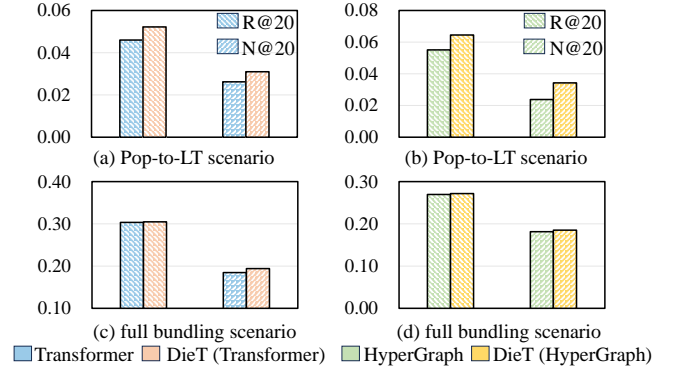 0.06
0.04
0.02
0.00
R@20
N@20
(a) Pop-to-LT scenario
0.08
0.06
0.04
0.02
0.00
R@20
N@20
(b) Pop-to-LT scenario
0.40
0.30
0.20
0.10
(c) full bundling scenario
0.30
0.20
0.10
0.00
(d) full bundling scenario
Transformer DieT (Transformer) HyperGraph DieT (HyperGraph)